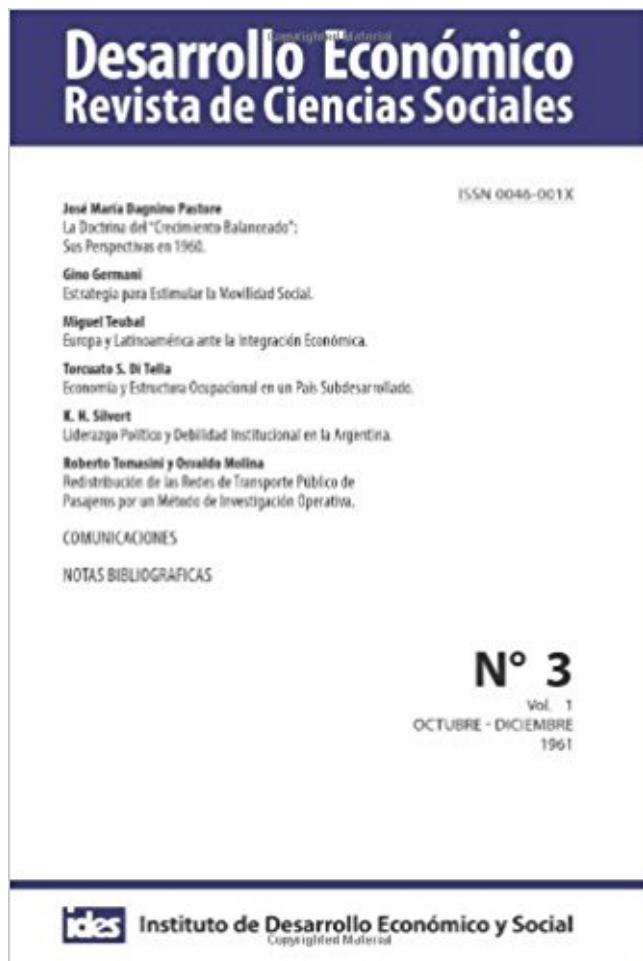 Copyrighted Material
Desarrollo Económico
Revista de Ciencias Sociales
ISSN 0046-001X
José María Dagnino Pastore
La Doctrina del "Crecimiento Balanceado":
Sus Perspectivas en 1960.
Gino Germani
Estrategia para Estimular la Movilidad Social.
Miguel Teubal
Europa y Latinoamérica ante la Integración Económica.
Torcuato S. Di Tella
Economía y Estructura Ocupacional en un País Subdesarrollado.
K. H. Silvert
Liderazgo Político y Debilidad Institucional en la Argentina.
Roberto Tomasini y Osvaldo Molina
Redistribución de las Redes de Transporte Público de
Pasajeros por un Método de Investigación Operativa.
COMUNICACIONES
NOTAS BIBLIOGRAFICAS
N° 3
Vol. 1
OCTUBRE - DICIEMBRE
1961
ides Instituto de Desarrollo Económico y Social
Copyrighted Material